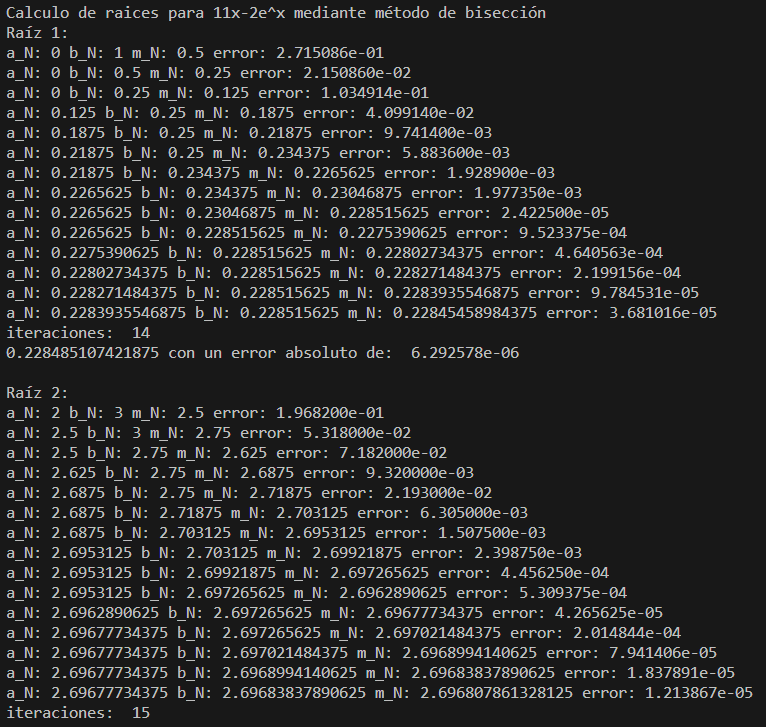 Calculo de raices para 11x-2e^x mediante método de bisección
Raíz 1:
a_N: 0 b_N: 1 m_N: 0.5 error: 2.715086e-01
a_N: 0 b_N: 0.5 m_N: 0.25 error: 2.150860e-02
a_N: 0 b_N: 0.25 m_N: 0.125 error: 1.034914e-01
a_N: 0.125 b_N: 0.25 m_N: 0.1875 error: 4.099140e-02
a_N: 0.1875 b_N: 0.25 m_N: 0.21875 error: 9.741400e-03
a_N: 0.21875 b_N: 0.25 m_N: 0.234375 error: 5.883600e-03
a_N: 0.21875 b_N: 0.234375 m_N: 0.2265625 error: 1.928900e-03
a_N: 0.2265625 b_N: 0.234375 m_N: 0.23046875 error: 1.977350e-03
a_N: 0.2265625 b_N: 0.23046875 m_N: 0.228515625 error: 2.422500e-05
a_N: 0.2265625 b_N: 0.228515625 m_N: 0.2275390625 error: 9.523375e-04
a_N: 0.2275390625 b_N: 0.228515625 m_N: 0.22802734375 error: 4.640563e-04
a_N: 0.22802734375 b_N: 0.228515625 m_N: 0.228271484375 error: 2.199156e-04
a_N: 0.228271484375 b_N: 0.228515625 m_N: 0.2283935546875 error: 9.784531e-05
a_N: 0.2283935546875 b_N: 0.228515625 m_N: 0.22845458984375 error: 3.681016e-05
iteraciones:  14
0.228485107421875 con un error absoluto de:  6.292578e-06

Raíz 2:
a_N: 2 b_N: 3 m_N: 2.5 error: 1.968200e-01
a_N: 2.5 b_N: 3 m_N: 2.75 error: 5.318000e-02
a_N: 2.5 b_N: 2.75 m_N: 2.625 error: 7.182000e-02
a_N: 2.625 b_N: 2.75 m_N: 2.6875 error: 9.320000e-03
a_N: 2.6875 b_N: 2.75 m_N: 2.71875 error: 2.193000e-02
a_N: 2.6875 b_N: 2.71875 m_N: 2.703125 error: 6.305000e-03
a_N: 2.6875 b_N: 2.703125 m_N: 2.6953125 error: 1.507500e-03
a_N: 2.6953125 b_N: 2.703125 m_N: 2.69921875 error: 2.398750e-03
a_N: 2.6953125 b_N: 2.69921875 m_N: 2.697265625 error: 4.456250e-04
a_N: 2.6953125 b_N: 2.697265625 m_N: 2.6962890625 error: 5.309375e-04
a_N: 2.6962890625 b_N: 2.697265625 m_N: 2.69677734375 error: 4.265625e-05
a_N: 2.69677734375 b_N: 2.697265625 m_N: 2.697021484375 error: 2.014844e-04
a_N: 2.69677734375 b_N: 2.697021484375 m_N: 2.6968994140625 error: 7.941406e-05
a_N: 2.69677734375 b_N: 2.6968994140625 m_N: 2.69683837890625 error: 1.837891e-05
a_N: 2.69677734375 b_N: 2.69683837890625 m_N: 2.696807861328125 error: 1.213867e-05
iteraciones:  15